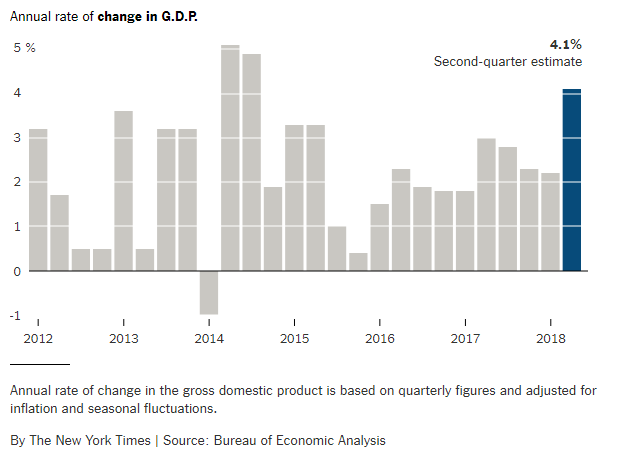 Annual rate of change in G.D.P.
5 %
4.1%
Second-quarter estimate
4
3
2
1
0
-1
2012 2013 2014 2015 2016 2017 2018
Annual rate of change in the gross domestic product is based on quarterly figures and adjusted for
inflation and seasonal fluctuations.
By The New York Times | Source: Bureau of Economic Analysis